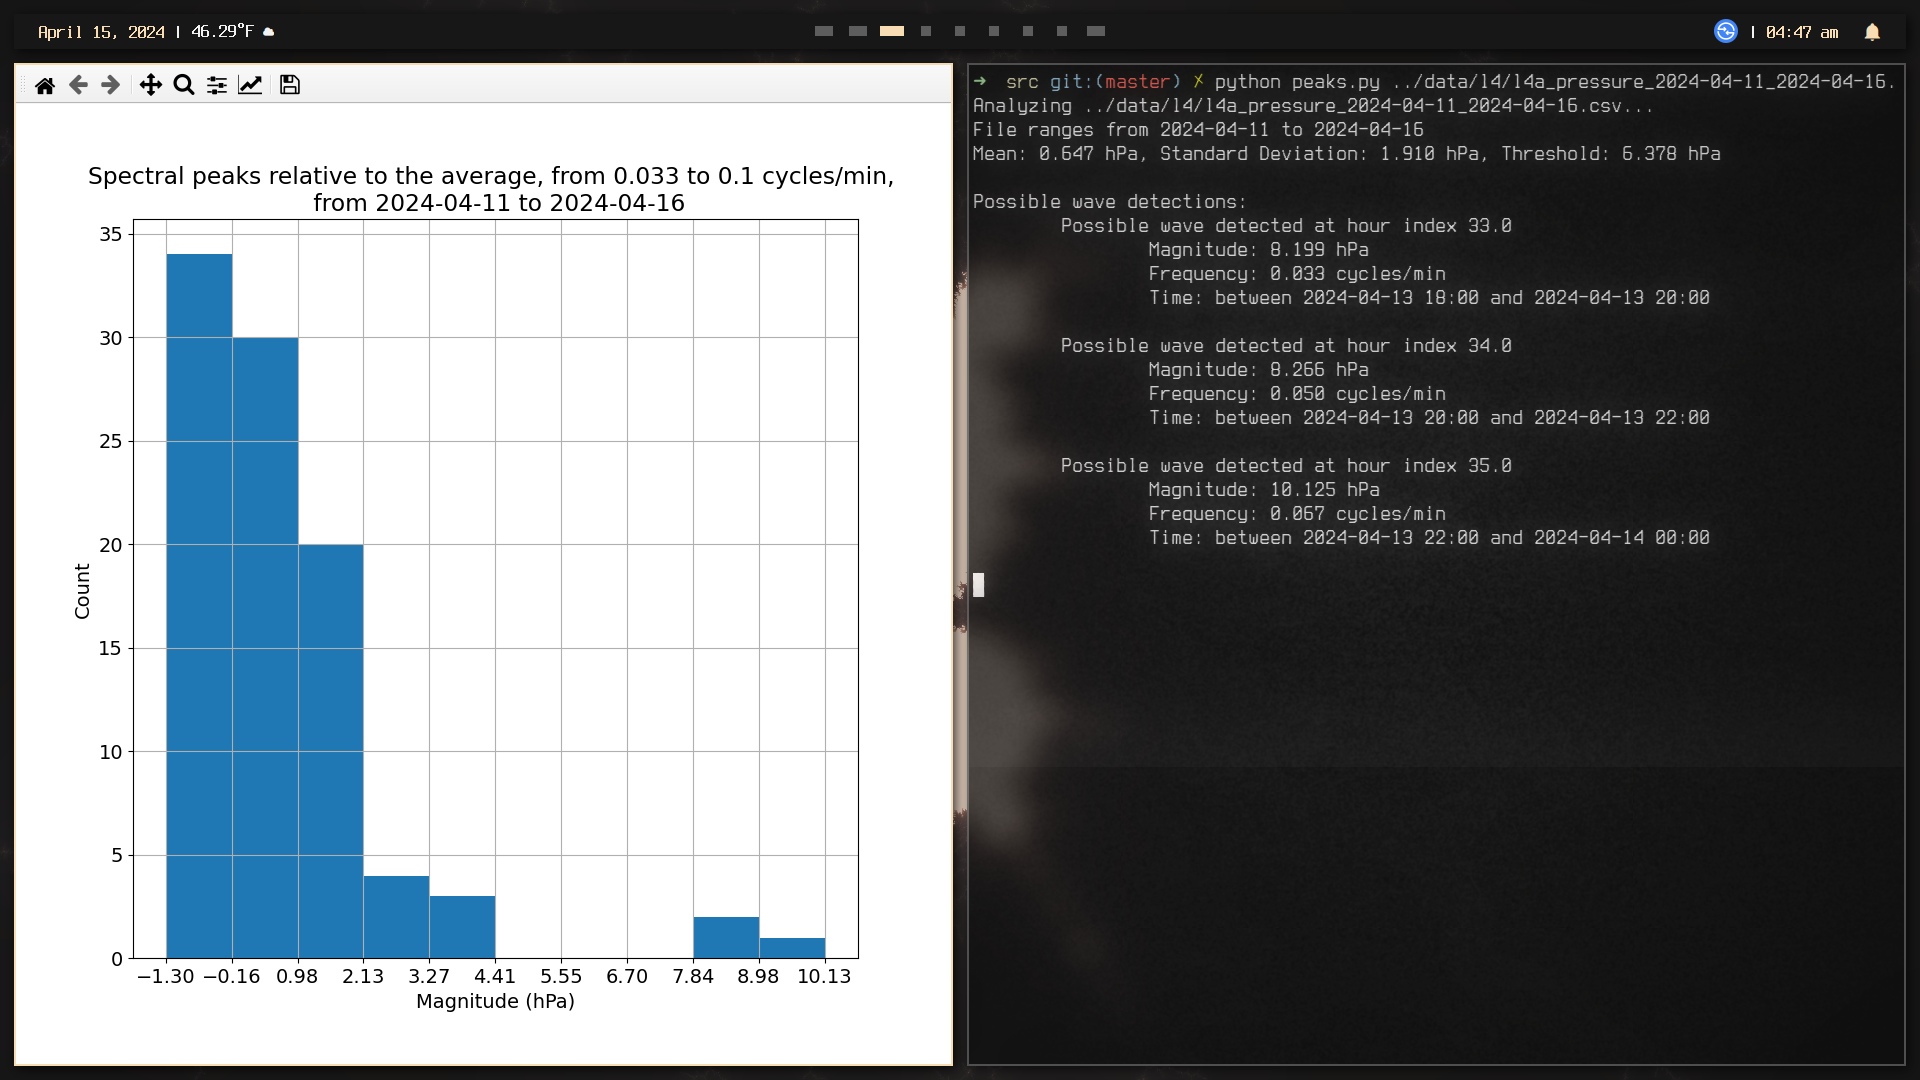 April 15, 2024 | 46.29°F
| 04:47 am
Spectral peaks relative to the average, from 0.033 to 0.1 cycles/min,
from 2024-04-11 to 2024-04-16
35
30
25
20
15
10
5
0
Count
−1.30 −0.16 0.98 2.13 3.27 4.41 5.55 6.70 7.84 8.98 10.13
Magnitude (hPa)
➜ src git:(master) ✗ python peaks.py ../data/l4/l4a_pressure_2024-04-11_2024-04-16.
Analyzing ../data/l4/l4a_pressure_2024-04-11_2024-04-16.csv...
File ranges from 2024-04-11 to 2024-04-16
Mean: 0.647 hPa, Standard Deviation: 1.910 hPa, Threshold: 6.378 hPa
Possible wave detections:
Possible wave detected at hour index 33.0
Magnitude: 8.199 hPa
Frequency: 0.033 cycles/min
Time: between 2024-04-13 18:00 and 2024-04-13 20:00
Possible wave detected at hour index 34.0
Magnitude: 8.266 hPa
Frequency: 0.050 cycles/min
Time: between 2024-04-13 20:00 and 2024-04-13 22:00
Possible wave detected at hour index 35.0
Magnitude: 10.125 hPa
Frequency: 0.067 cycles/min
Time: between 2024-04-13 22:00 and 2024-04-14 00:00